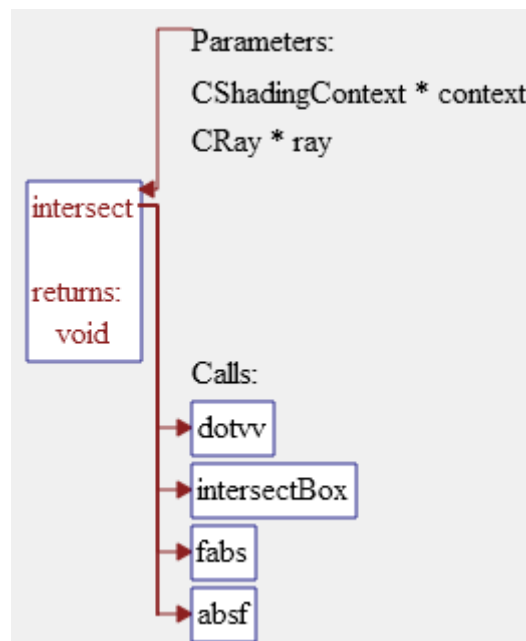 Parameters:
CShadingContext * context
CRay * ray
intersect
returns:
void
Calls:
dotvv
intersectBox
fabs
absf